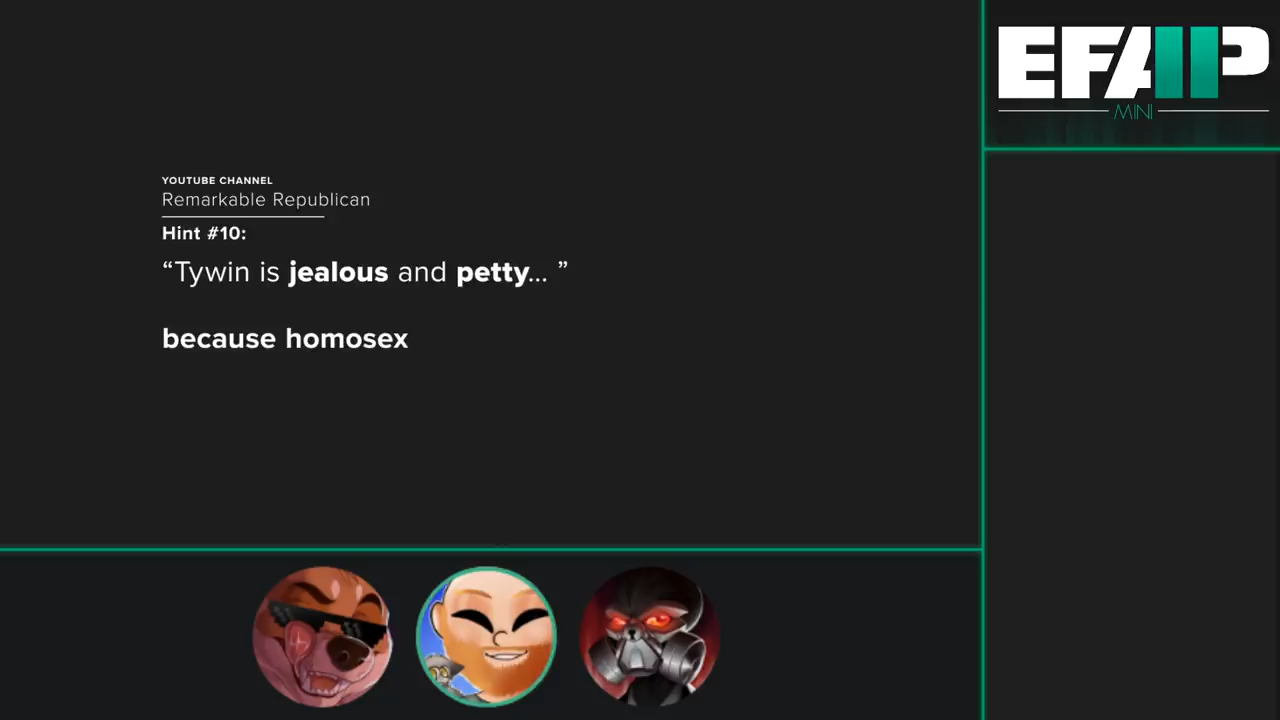 EFAP
MINI
YOUTUBE CHANNEL
Remarkable Republican
Hint #10:
“Tywin is jealous and petty... ”
because homosex